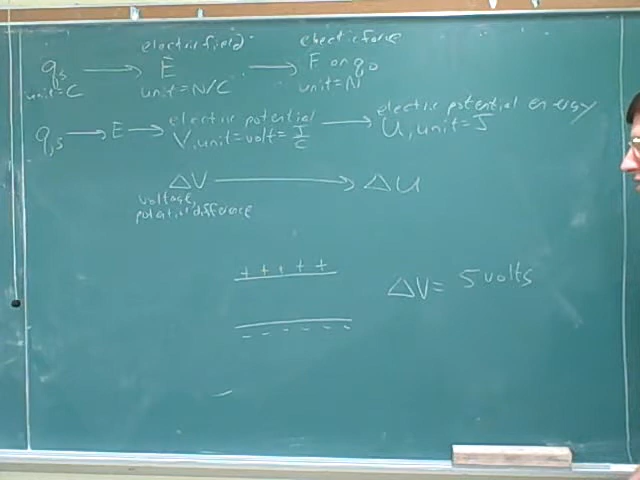 electric field electric force
qs → E → F on q0
unit=C unit=N/C unit=N
electric potential electric potential energy
q,s → E → V, unit=volt=J/C → U, unit=J
ΔV → ΔU
voltage,
potential difference
+ + + + +
ΔV= 5 volts
- - - - - -